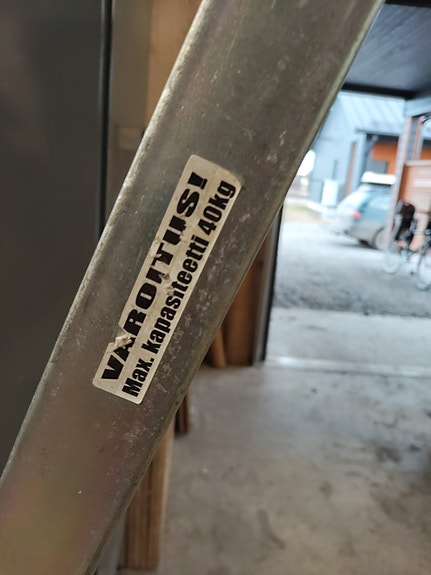 VAROITUS!
Max. kapasiteetti 40kg